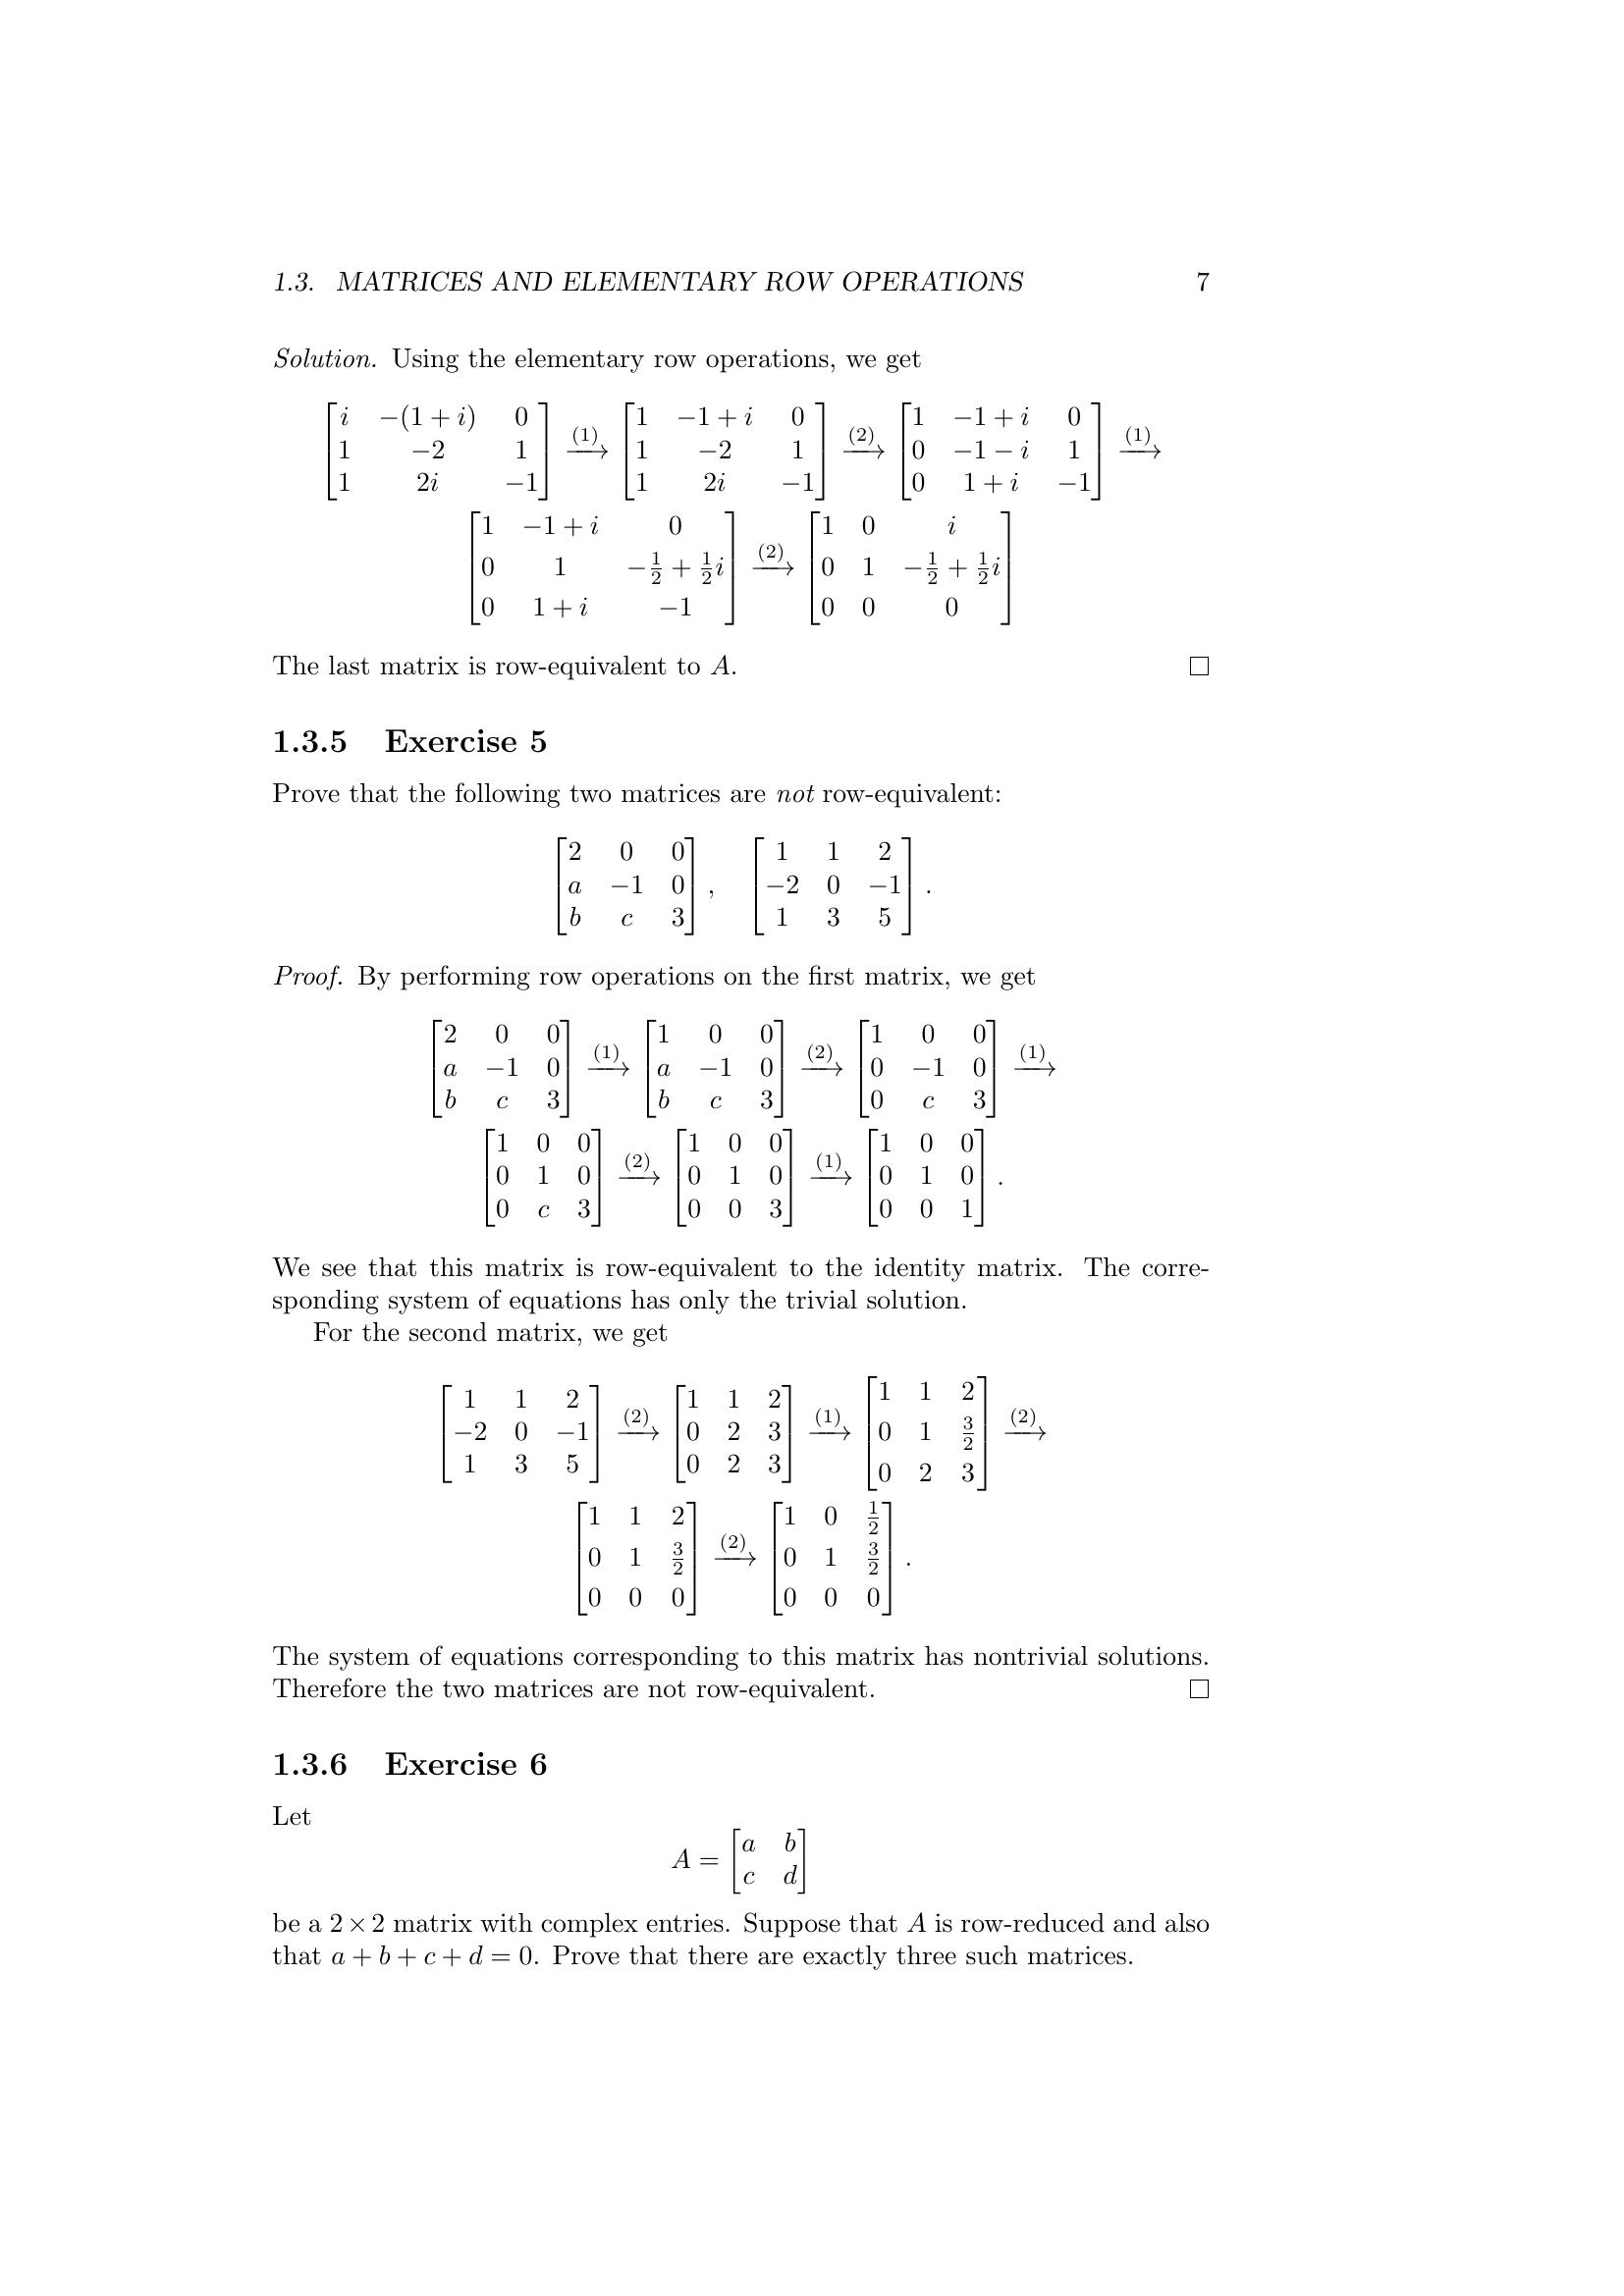 1.3. MATRICES AND ELEMENTARY ROW OPERATIONS 7
Solution. Using the elementary row operations, we get
\begin{bmatrix} i & -(1+i) & 0 \\ 1 & -2 & 1 \\ 1 & 2i & -1 \end{bmatrix} \xrightarrow{(1)} \begin{bmatrix} 1 & -1+i & 0 \\ 1 & -2 & 1 \\ 1 & 2i & -1 \end{bmatrix} \xrightarrow{(2)} \begin{bmatrix} 1 & -1+i & 0 \\ 0 & -1-i & 1 \\ 0 & 1+i & -1 \end{bmatrix} \xrightarrow{(1)}
\begin{bmatrix} 1 & -1+i & 0 \\ 0 & 1 & -\frac{1}{2}+\frac{1}{2}i \\ 0 & 1+i & -1 \end{bmatrix} \xrightarrow{(2)} \begin{bmatrix} 1 & 0 & i \\ 0 & 1 & -\frac{1}{2}+\frac{1}{2}i \\ 0 & 0 & 0 \end{bmatrix}
The last matrix is row-equivalent to A. □
1.3.5 Exercise 5
Prove that the following two matrices are not row-equivalent:
\begin{bmatrix} 2 & 0 & 0 \\ a & -1 & 0 \\ b & c & 3 \end{bmatrix}, \begin{bmatrix} 1 & 1 & 2 \\ -2 & 0 & -1 \\ 1 & 3 & 5 \end{bmatrix}.
Proof. By performing row operations on the first matrix, we get
\begin{bmatrix} 2 & 0 & 0 \\ a & -1 & 0 \\ b & c & 3 \end{bmatrix} \xrightarrow{(1)} \begin{bmatrix} 1 & 0 & 0 \\ a & -1 & 0 \\ b & c & 3 \end{bmatrix} \xrightarrow{(2)} \begin{bmatrix} 1 & 0 & 0 \\ 0 & -1 & 0 \\ 0 & c & 3 \end{bmatrix} \xrightarrow{(1)}
\begin{bmatrix} 1 & 0 & 0 \\ 0 & 1 & 0 \\ 0 & c & 3 \end{bmatrix} \xrightarrow{(2)} \begin{bmatrix} 1 & 0 & 0 \\ 0 & 1 & 0 \\ 0 & 0 & 3 \end{bmatrix} \xrightarrow{(1)} \begin{bmatrix} 1 & 0 & 0 \\ 0 & 1 & 0 \\ 0 & 0 & 1 \end{bmatrix}.
We see that this matrix is row-equivalent to the identity matrix. The corre-
sponding system of equations has only the trivial solution.
For the second matrix, we get
\begin{bmatrix} 1 & 1 & 2 \\ -2 & 0 & -1 \\ 1 & 3 & 5 \end{bmatrix} \xrightarrow{(2)} \begin{bmatrix} 1 & 1 & 2 \\ 0 & 2 & 3 \\ 0 & 2 & 3 \end{bmatrix} \xrightarrow{(1)} \begin{bmatrix} 1 & 1 & 2 \\ 0 & 1 & \frac{3}{2} \\ 0 & 2 & 3 \end{bmatrix} \xrightarrow{(2)}
\begin{bmatrix} 1 & 1 & 2 \\ 0 & 1 & \frac{3}{2} \\ 0 & 0 & 0 \end{bmatrix} \xrightarrow{(2)} \begin{bmatrix} 1 & 0 & \frac{1}{2} \\ 0 & 1 & \frac{3}{2} \\ 0 & 0 & 0 \end{bmatrix}.
The system of equations corresponding to this matrix has nontrivial solutions.
Therefore the two matrices are not row-equivalent. □
1.3.6 Exercise 6
Let
A = \begin{bmatrix} a & b \\ c & d \end{bmatrix}
be a 2 × 2 matrix with complex entries. Suppose that A is row-reduced and also
that a + b + c + d = 0. Prove that there are exactly three such matrices.